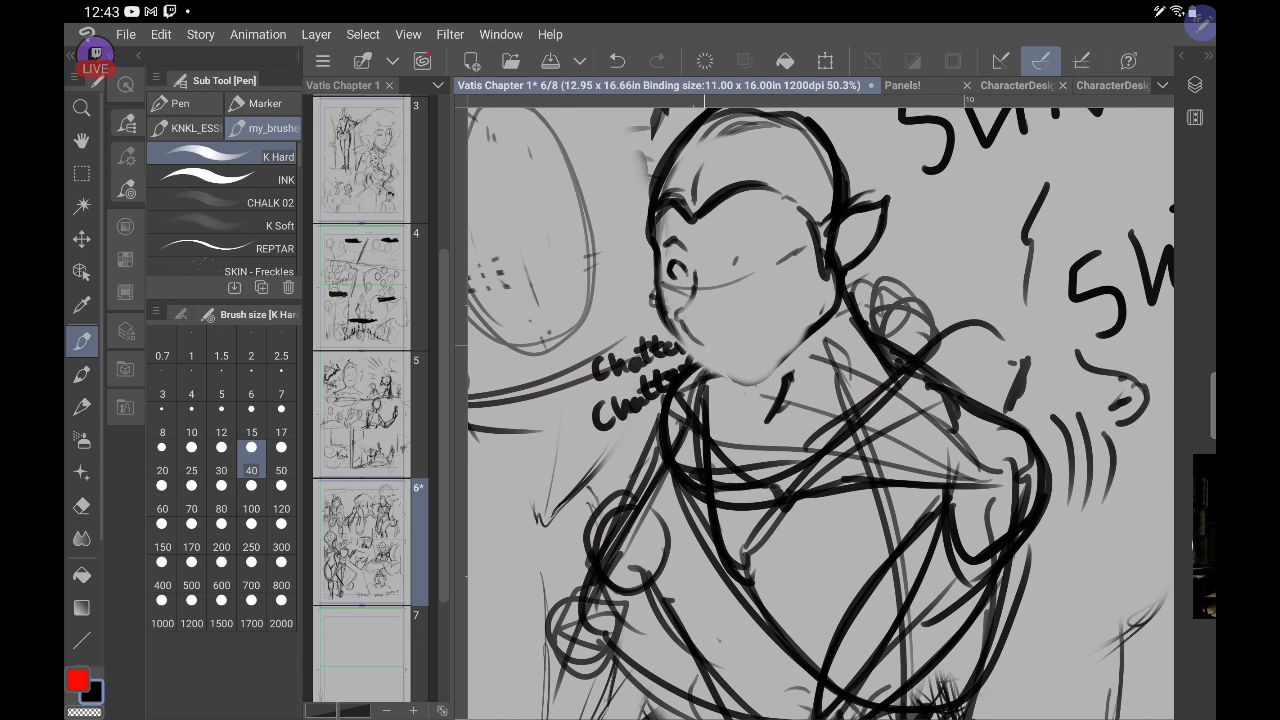 12:43
LIVE
File Edit Story Animation Layer Select View Filter Window Help
Sub Tool [Pen]
Vatis Chapter 1
Vatis Chapter 1* 6/8 (12.95 x 16.66in Binding size:11.00 x 16.00in 1200dpi 50.3%)
Panels!
CharacterDesi
CharacterDesi
Pen Marker
KNKL_ESS my_brushe
K Hard
INK
CHALK 02
K Soft
REPTAR
SKIN - Freckles
Brush size [K Har
0.7 1 1.5 2 2.5
3 4 5 6 7
8 10 12 15 17
20 25 30 40 50
60 70 80 100 120
150 170 200 250 300
400 500 600 700 800
1000 1200 1500 1700 2000
3
4
5
6*
7
10
Chatter
Chatter